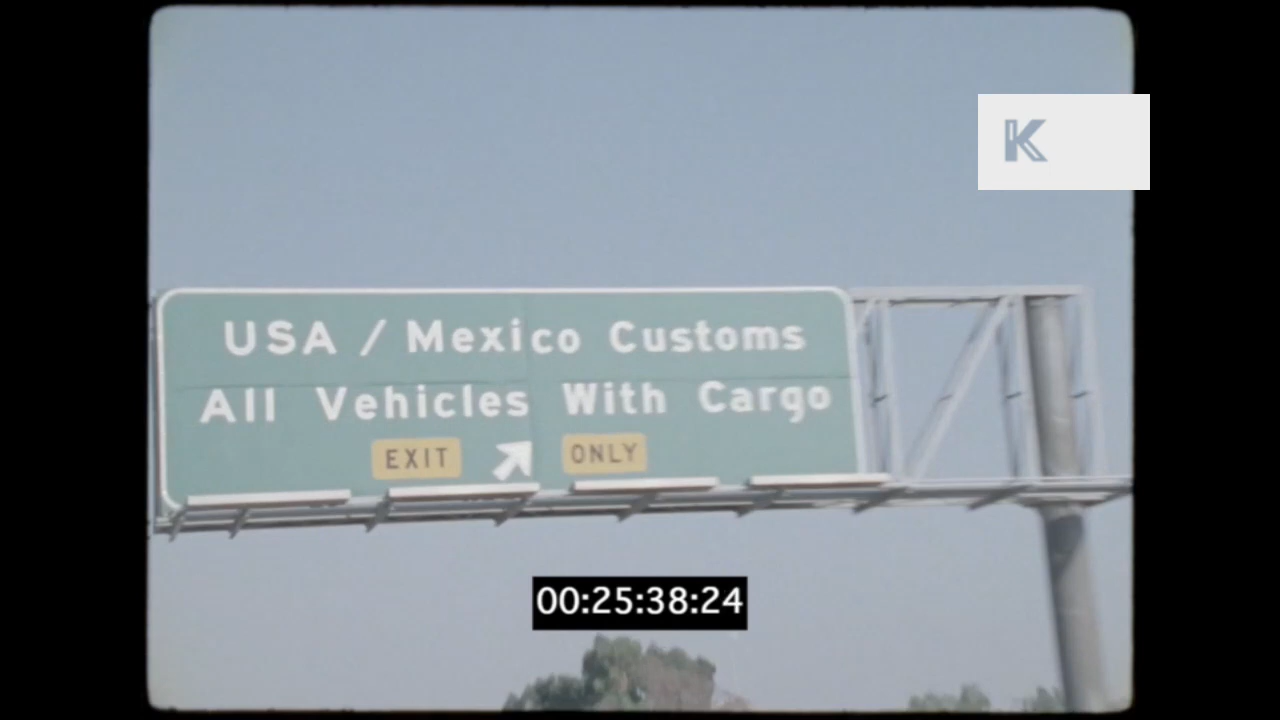 K
USA / Mexico Customs
All Vehicles With Cargo
EXIT ONLY
00:25:38:24